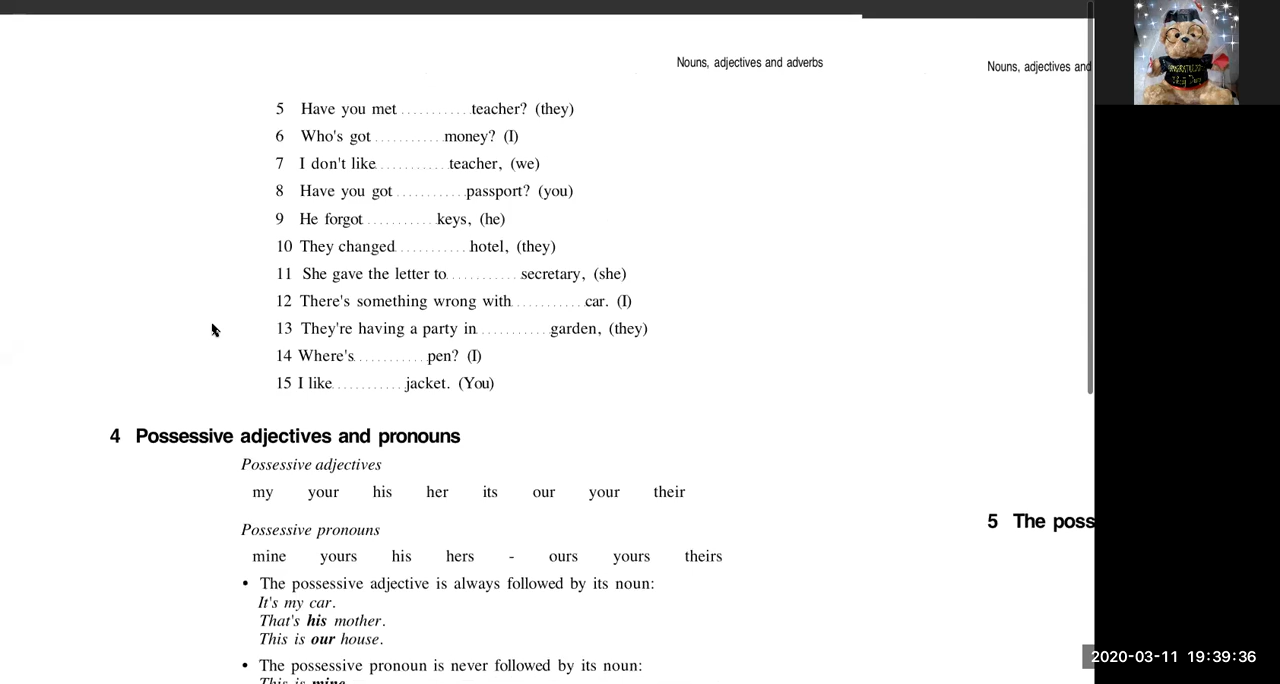 Nouns, adjectives and adverbs
5 Have you met ........... teacher? (they)
6 Who's got ........... money? (I)
7 I don't like ........... teacher, (we)
8 Have you got ........... passport? (you)
9 He forgot ........... keys, (he)
10 They changed ........... hotel, (they)
11 She gave the letter to ........... secretary, (she)
12 There's something wrong with ........... car. (I)
13 They're having a party in ........... garden, (they)
14 Where's ........... pen? (I)
15 I like ........... jacket. (You)
4 Possessive adjectives and pronouns
Possessive adjectives
my your his her its our your their
Possessive pronouns
mine yours his hers - ours yours theirs
• The possessive adjective is always followed by its noun:
It's my car.
That's his mother.
This is our house.
• The possessive pronoun is never followed by its noun:
This is mine
Nouns, adjectives and
5 The poss
2020-03-11 19:39:36